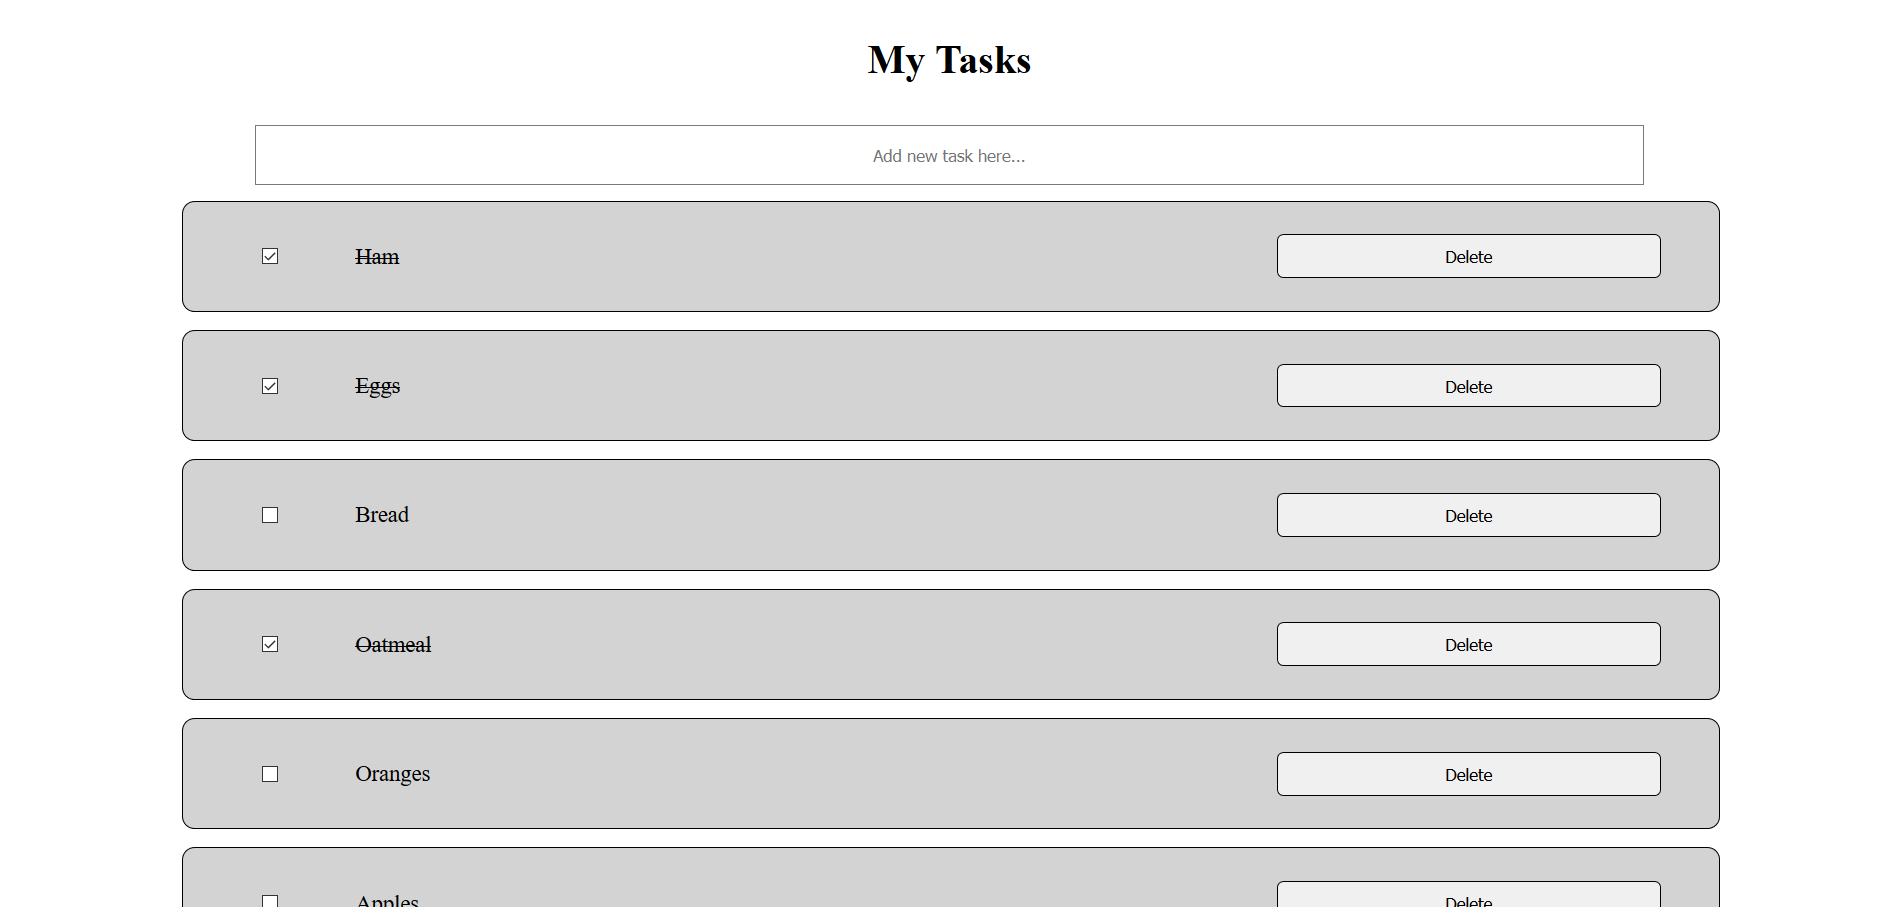 My Tasks
Add new task here...
Ham Delete
Eggs Delete
Bread Delete
Oatmeal Delete
Oranges Delete
Apples Delete